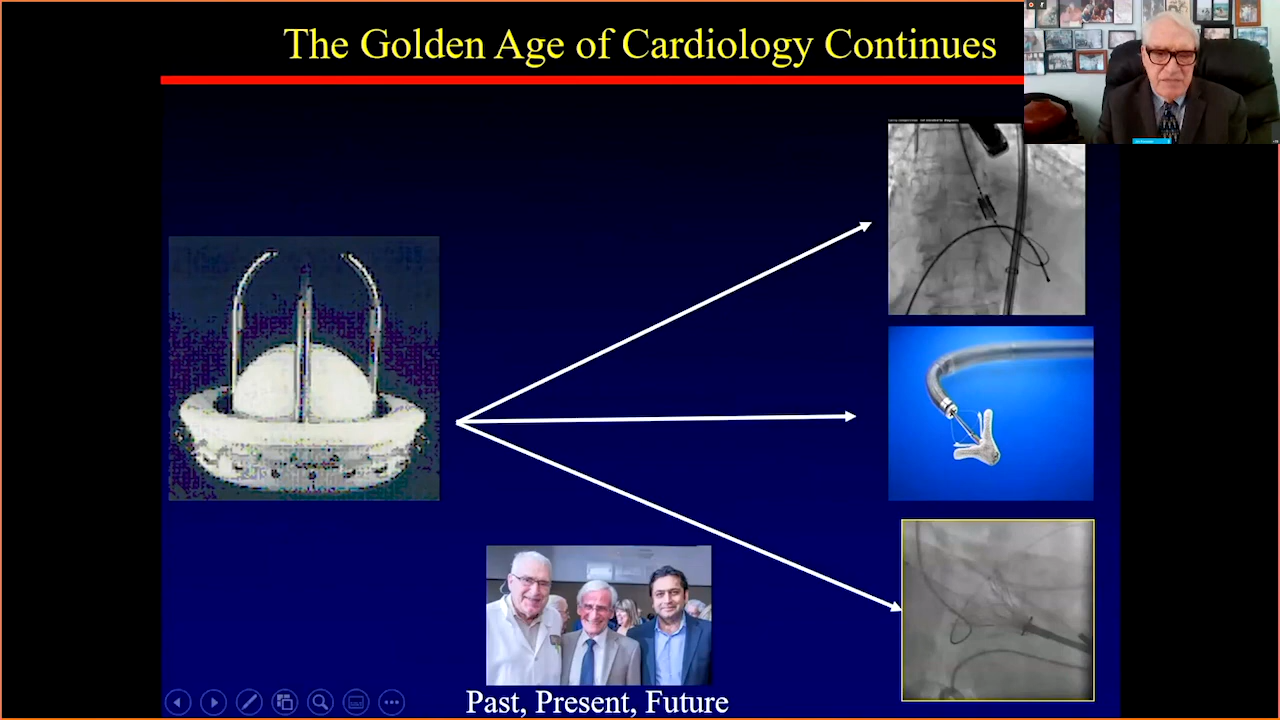 The Golden Age of Cardiology Continues
Past, Present, Future